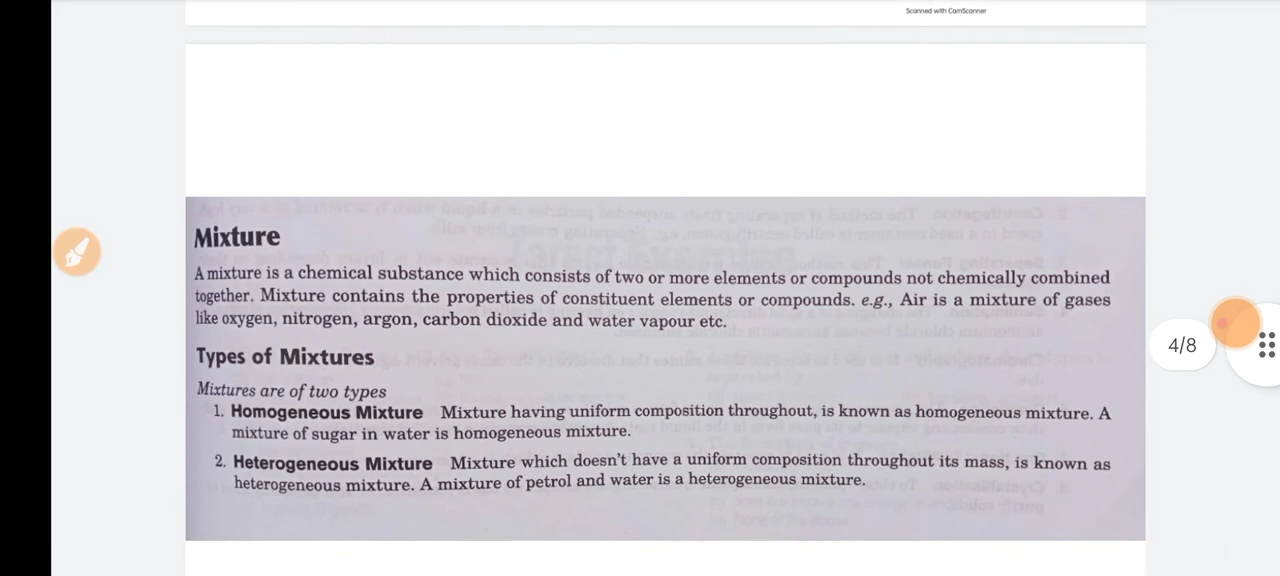 Scanned with CamScanner
Mixture
A mixture is a chemical substance which consists of two or more elements or compounds not chemically combined
together. Mixture contains the properties of constituent elements or compounds. e.g., Air is a mixture of gases
like oxygen, nitrogen, argon, carbon dioxide and water vapour etc.
Types of Mixtures
Mixtures are of two types
1. Homogeneous Mixture Mixture having uniform composition throughout, is known as homogeneous mixture. A
mixture of sugar in water is homogeneous mixture.
2. Heterogeneous Mixture Mixture which doesn't have a uniform composition throughout its mass, is known as
heterogeneous mixture. A mixture of petrol and water is a heterogeneous mixture.
4/8